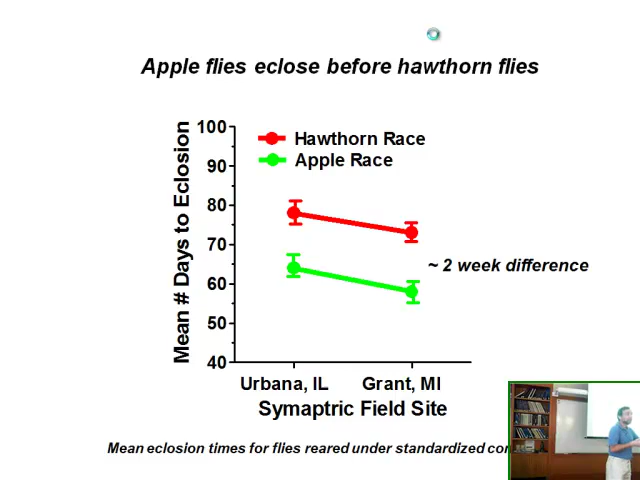 Apple flies eclose before hawthorn flies
100
90
80
70
60
50
40
Mean # Days to Eclosion
Hawthorn Race
Apple Race
~ 2 week difference
Urbana, IL Grant, MI
Symaptric Field Site
Mean eclosion times for flies reared under standardized